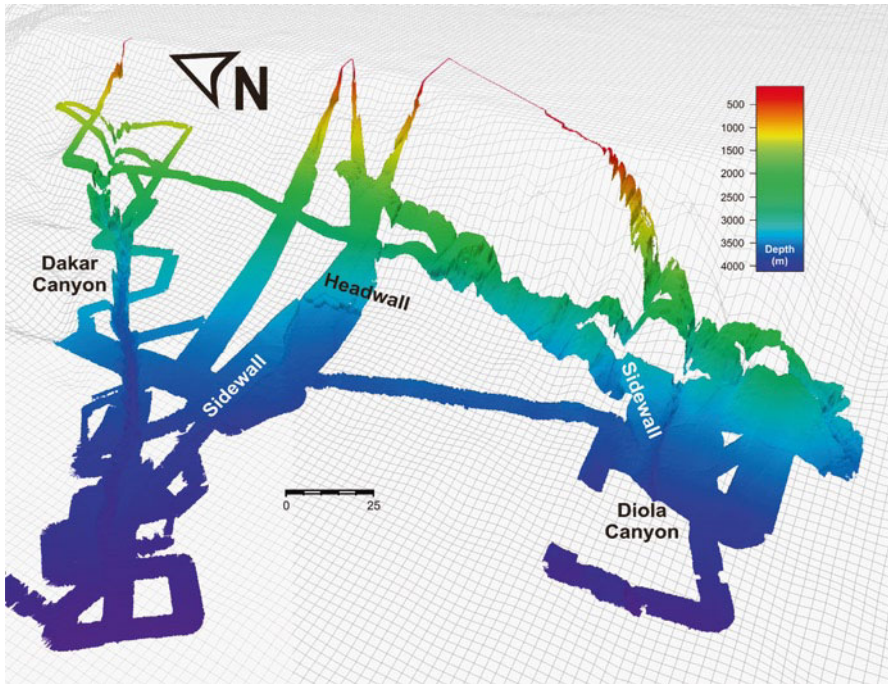 N
500
1000
1500
2000
2500
3000
3500
4000
Depth
(m)
Dakar
Canyon
Headwall
Sidewall
Sidewall
0 25
Diola
Canyon